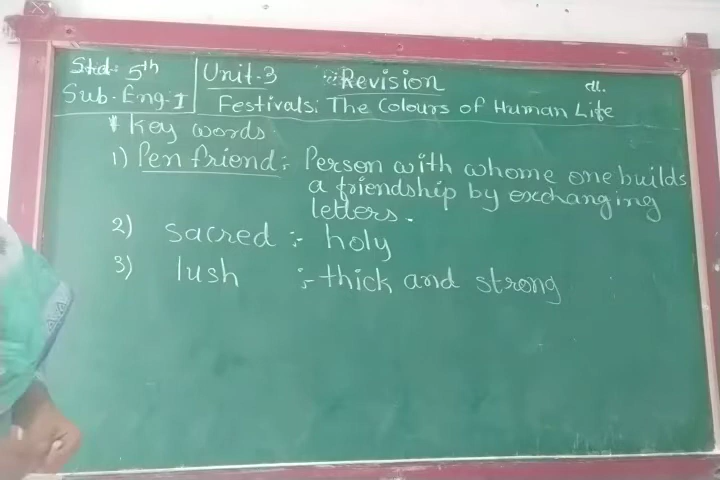 Std: 5th
Sub. Eng-I
Unit-3 Revision dt.
Festivals: The Colours of Human Life
* Key words.
1) Pen friend :- Person with whome one builds
a friendship by exchanging
letters.
2) sacred :- holy
3) lush :- thick and strong